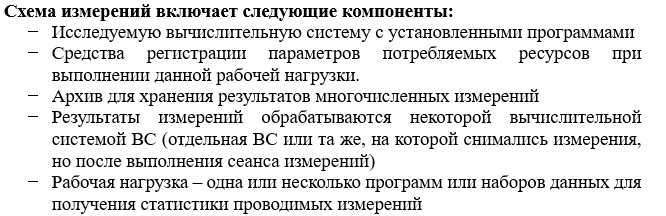 Схема измерений включает следующие компоненты:
− Исследуемую вычислительную систему с установленными программами
− Средства регистрации параметров потребляемых ресурсов при
выполнении данной рабочей нагрузки.
− Архив для хранения результатов многочисленных измерений
− Результаты измерений обрабатываются некоторой вычислительной
системой ВС (отдельная ВС или та же, на которой снимались измерения,
но после выполнения сеанса измерений)
− Рабочая нагрузка – одна или несколько программ или наборов данных для
получения статистики проводимых измерений